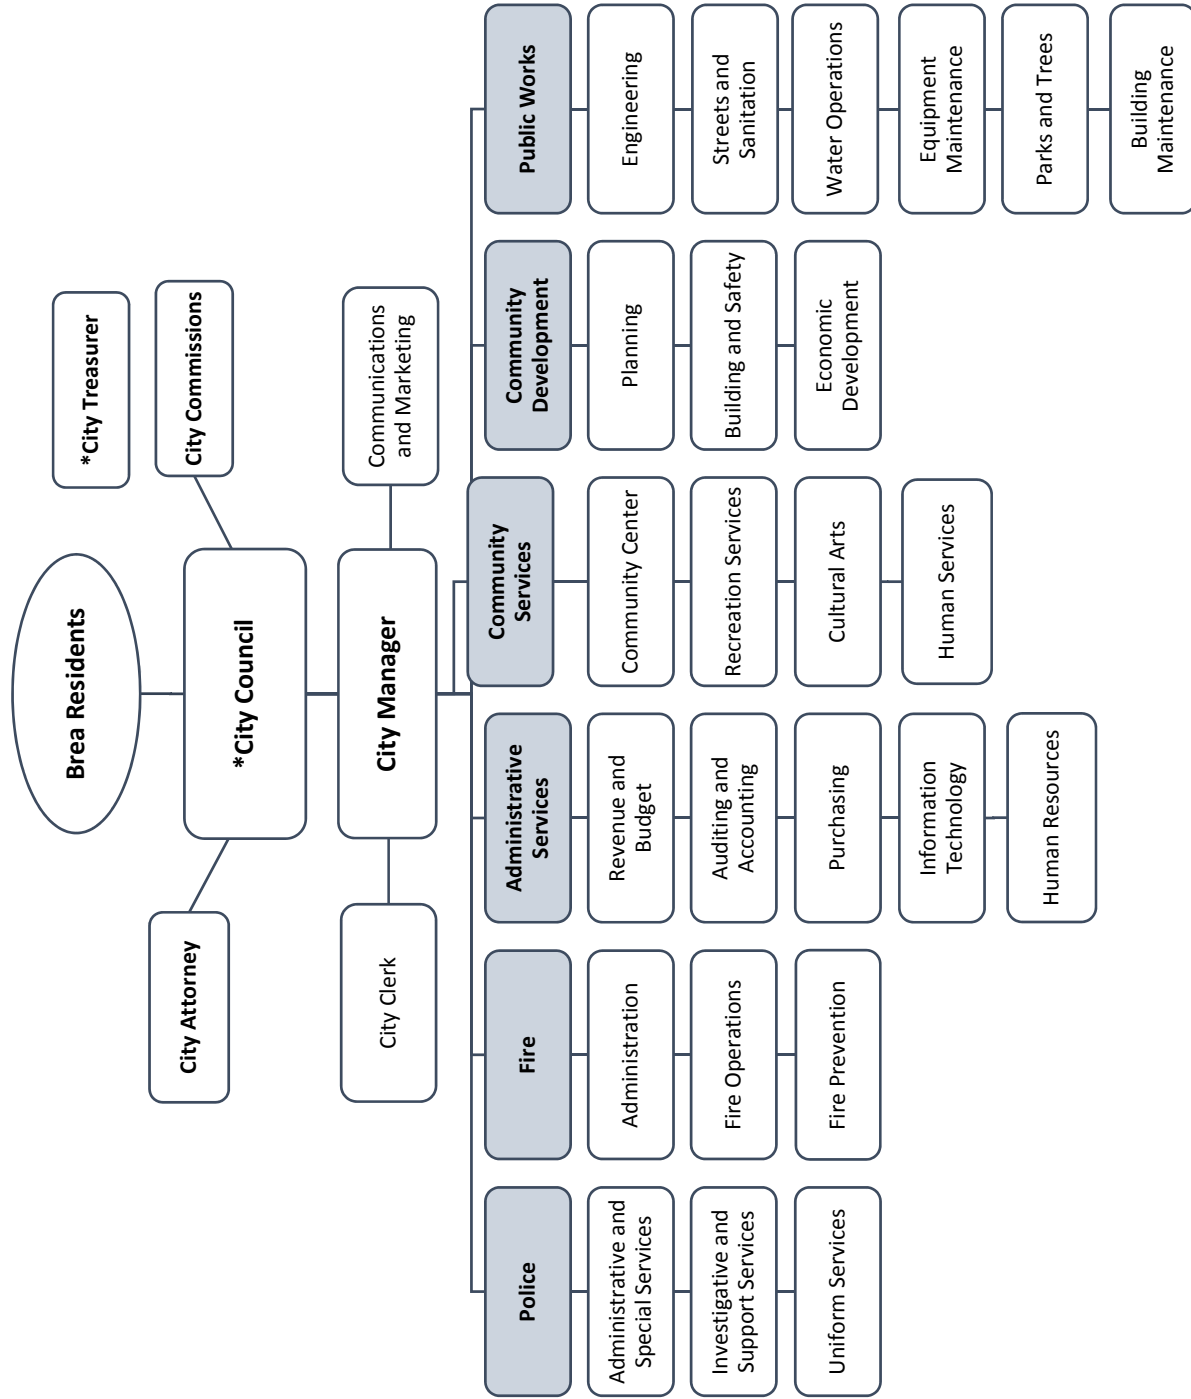 Brea Residents
*City Treasurer
City Attorney
*City Council
City Commissions
City Clerk
City Manager
Communications
and Marketing
Police
Administrative and
Special Services
Investigative and
Support Services
Uniform Services
Fire
Administration
Fire Operations
Fire Prevention
Administrative
Services
Revenue and
Budget
Auditing and
Accounting
Purchasing
Information
Technology
Human Resources
Community
Services
Community Center
Recreation Services
Cultural Arts
Human Services
Community
Development
Planning
Building and Safety
Economic
Development
Public Works
Engineering
Streets and
Sanitation
Water Operations
Equipment
Maintenance
Parks and Trees
Building
Maintenance